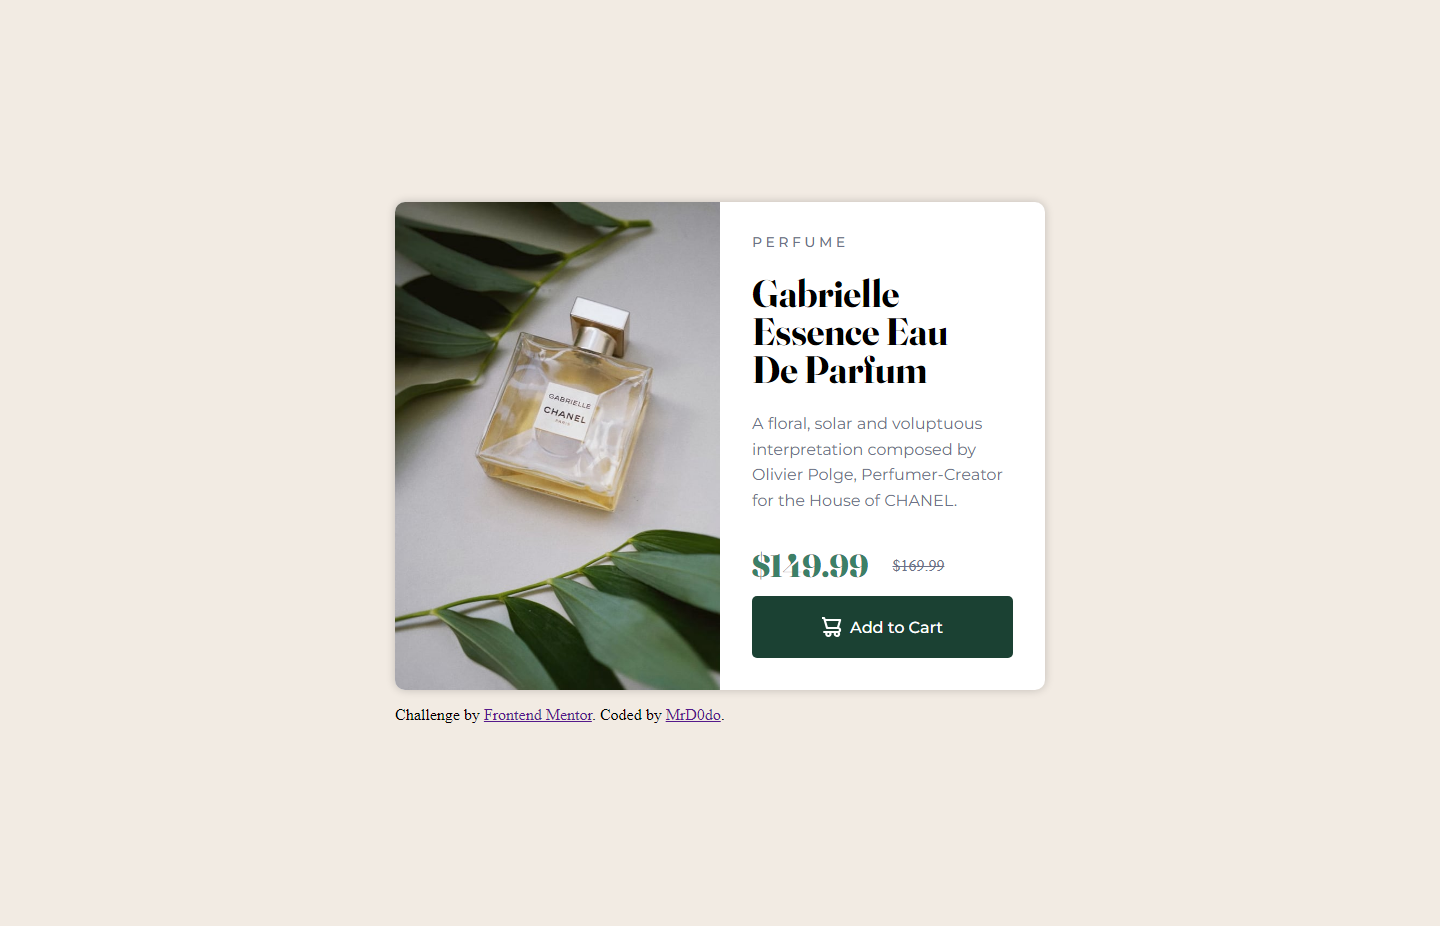 PERFUME
Gabrielle
Essence Eau
De Parfum
A floral, solar and voluptuous
interpretation composed by
Olivier Polge, Perfumer-Creator
for the House of CHANEL.
$149.99 $169.99
Add to Cart
GABRIELLE
CHANEL
PARIS
Challenge by Frontend Mentor. Coded by MrD0do.